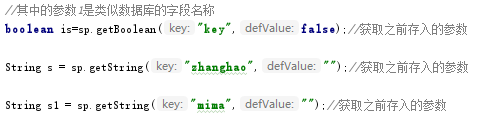 //其中的参数1是类似数据库的字段名称
boolean is=sp.getBoolean( key: "key", defValue: false);//获取之前存入的参数
String s = sp.getString( key: "zhanghao", defValue: "");//获取之前存入的参数
String s1 = sp.getString( key: "mima", defValue: "");//获取之前存入的参数